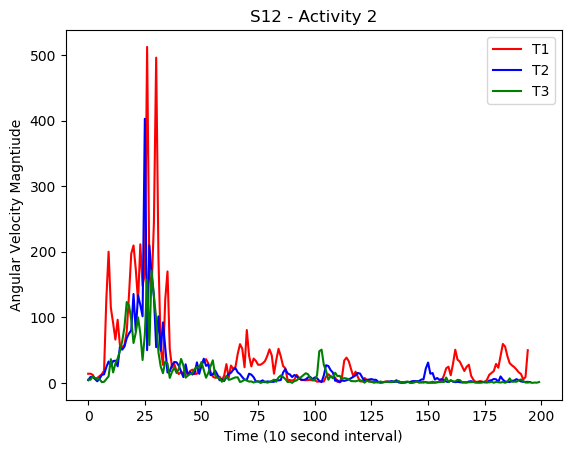 S12 - Activity 2
500
400
300
200
100
0
Angular Velocity Magntiude
T1
T2
T3
0
25
50
75
100
125
150
175
200
Time (10 second interval)